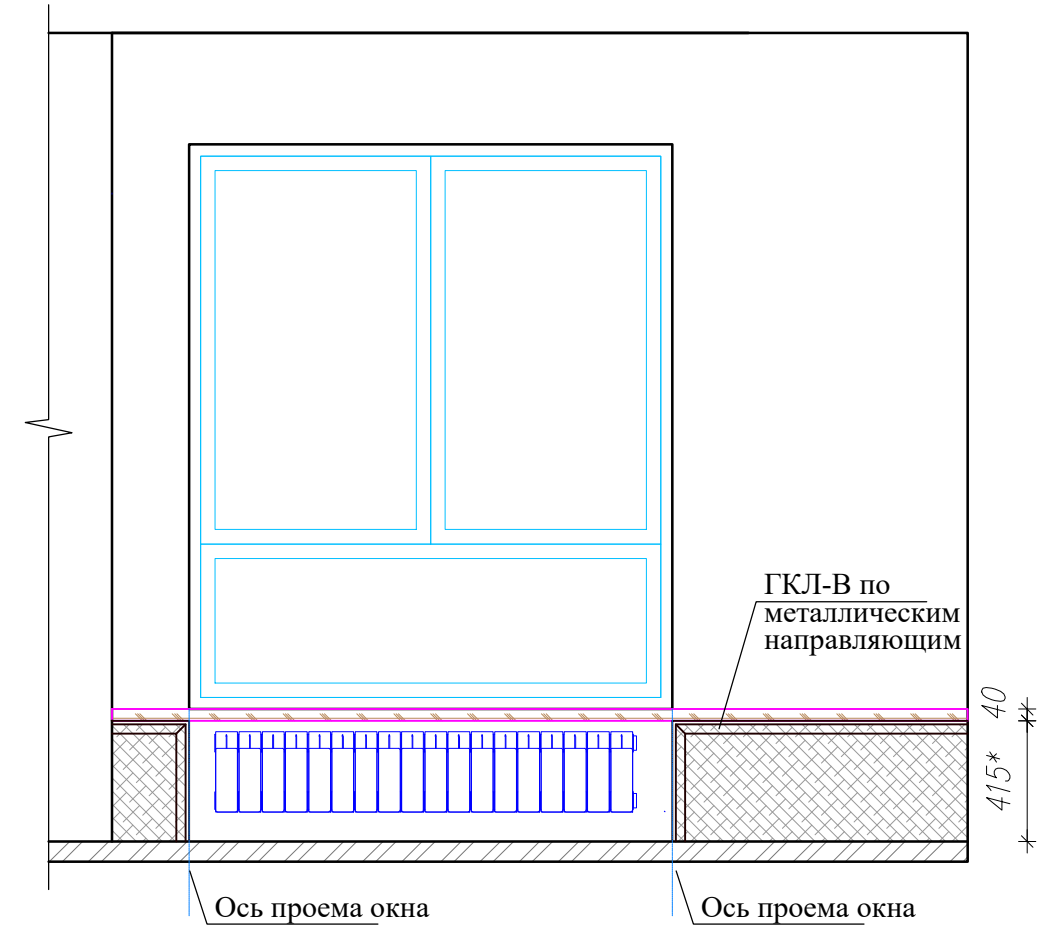 ГКЛ-В по
металлическим
направляющим
40
415*
Ось проема окна
Ось проема окна